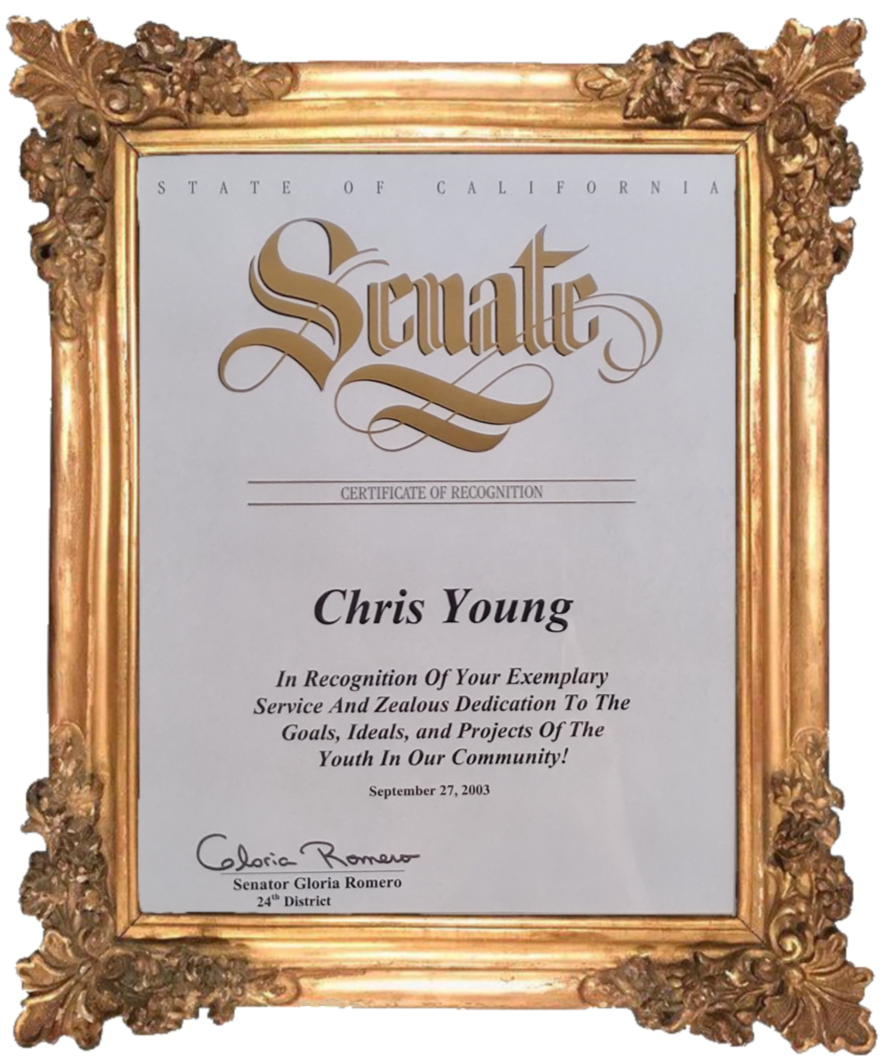 STATE OF CALIFORNIA
Senate
CERTIFICATE OF RECOGNITION
Chris Young
In Recognition Of Your Exemplary
Service And Zealous Dedication To The
Goals, Ideals, and Projects Of The
Youth In Our Community!
September 27, 2003
Gloria Romero
Senator Gloria Romero
24th District